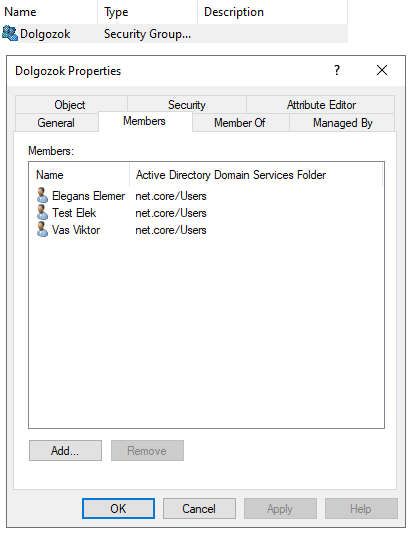 Name Type Description
Dolgozok Security Group...
Dolgozok Properties ?
Object Security Attribute Editor
General Members Member Of Managed By
Members:
Name Active Directory Domain Services Folder
Elegans Elemer net.core/Users
Test Elek net.core/Users
Vas Viktor net.core/Users
Add... Remove
OK Cancel Apply Help